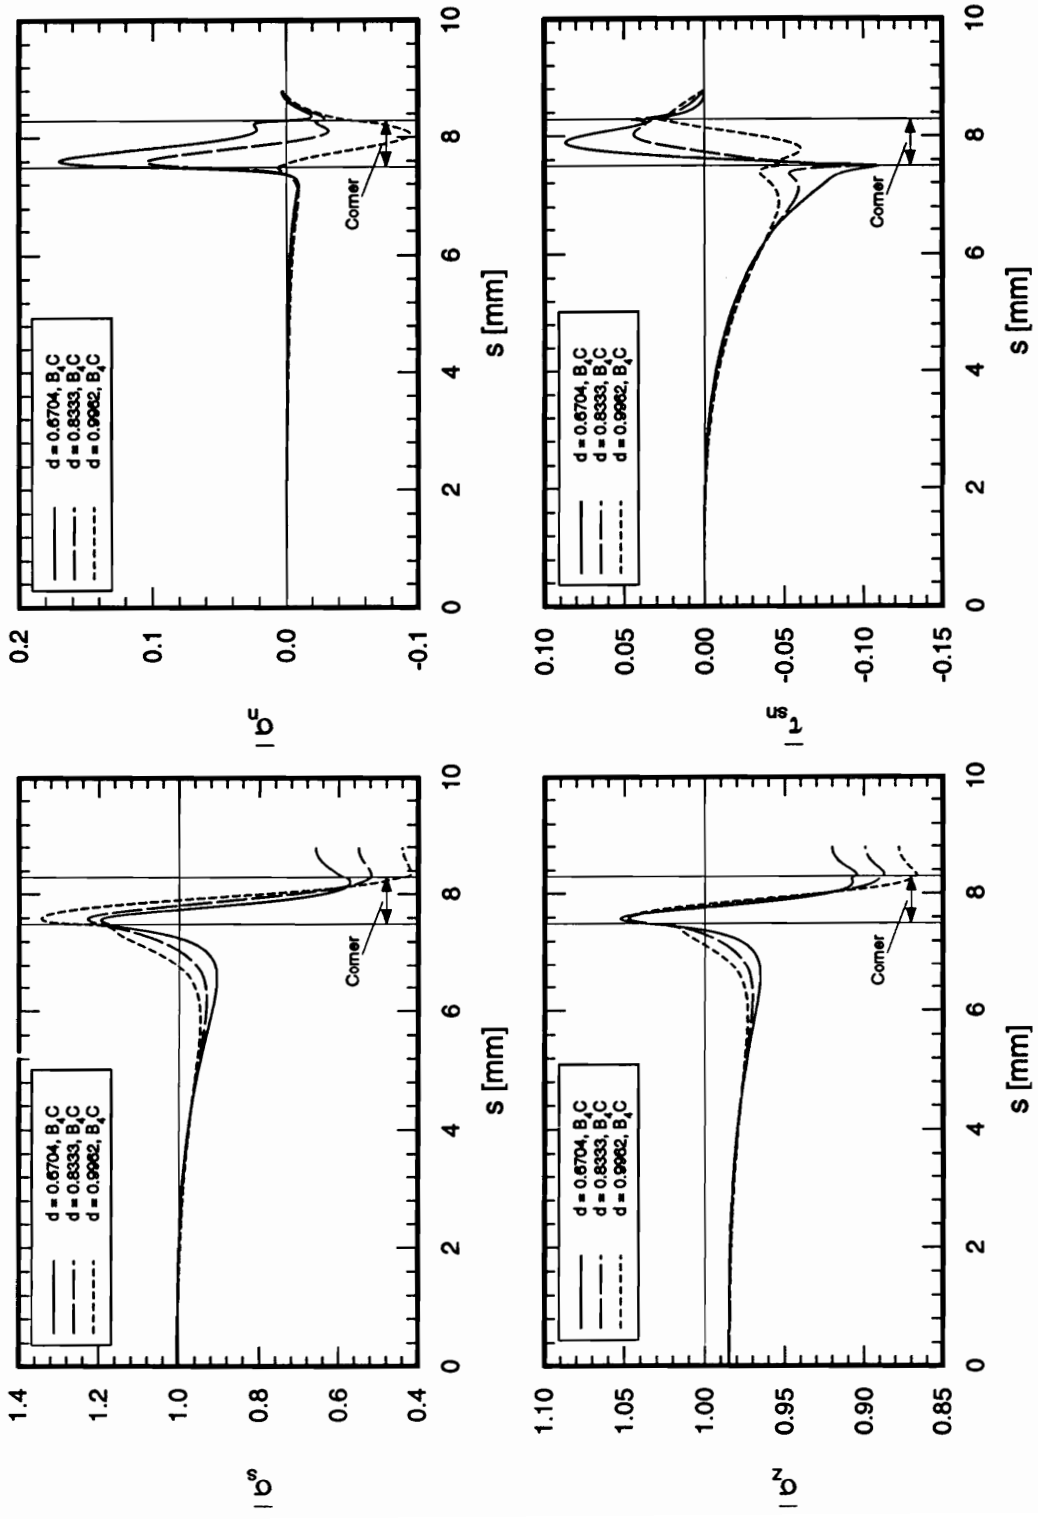 1.4
1.2
1.0
0.8
0.6
0.4
σ̄s
d = 0.6704, B4C
d = 0.8333, B4C
d = 0.9962, B4C
Corner
0 2 4 6 8 10
s [mm]
0.2
0.1
0.0
-0.1
σ̄n
d = 0.6704, B4C
d = 0.8333, B4C
d = 0.9962, B4C
Corner
0 2 4 6 8 10
s [mm]
1.10
1.05
1.00
0.95
0.90
0.85
σ̄z
d = 0.6704, B4C
d = 0.8333, B4C
d = 0.9962, B4C
Corner
0 2 4 6 8 10
s [mm]
0.10
0.05
0.00
-0.05
-0.10
-0.15
τ̄sn
d = 0.6704, B4C
d = 0.8333, B4C
d = 0.9962, B4C
Corner
0 2 4 6 8 10
s [mm]